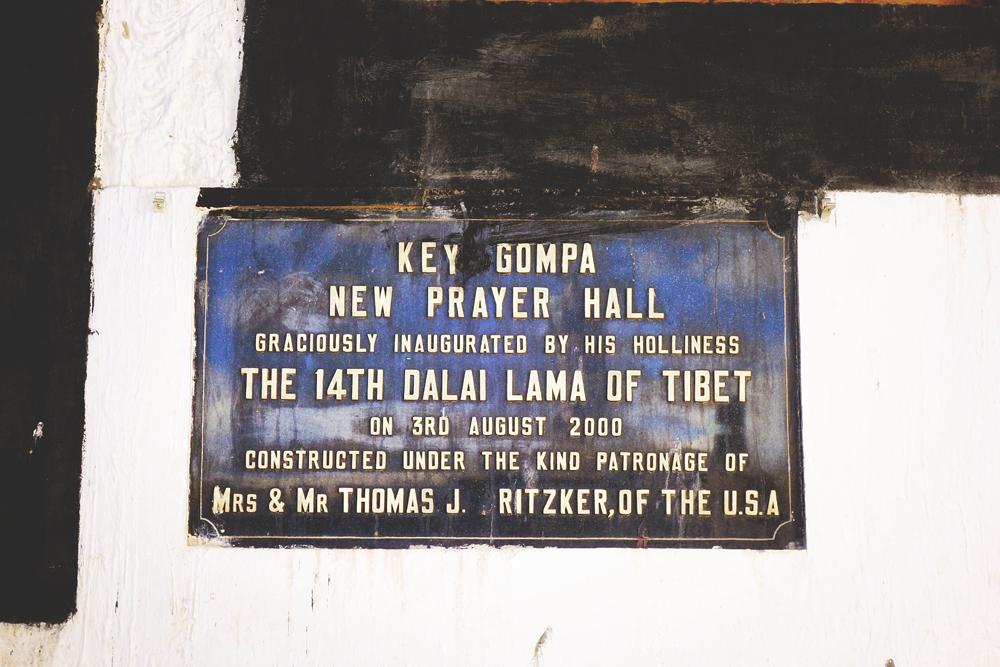 KEY GOMPA
NEW PRAYER HALL
GRACIOUSLY INAUGURATED BY HIS HOLLINESS
THE 14TH DALAI LAMA OF TIBET
ON 3RD AUGUST 2000
CONSTRUCTED UNDER THE KIND PATRONAGE OF
MRS & MR THOMAS J. RITZKER, OF THE U.S.A